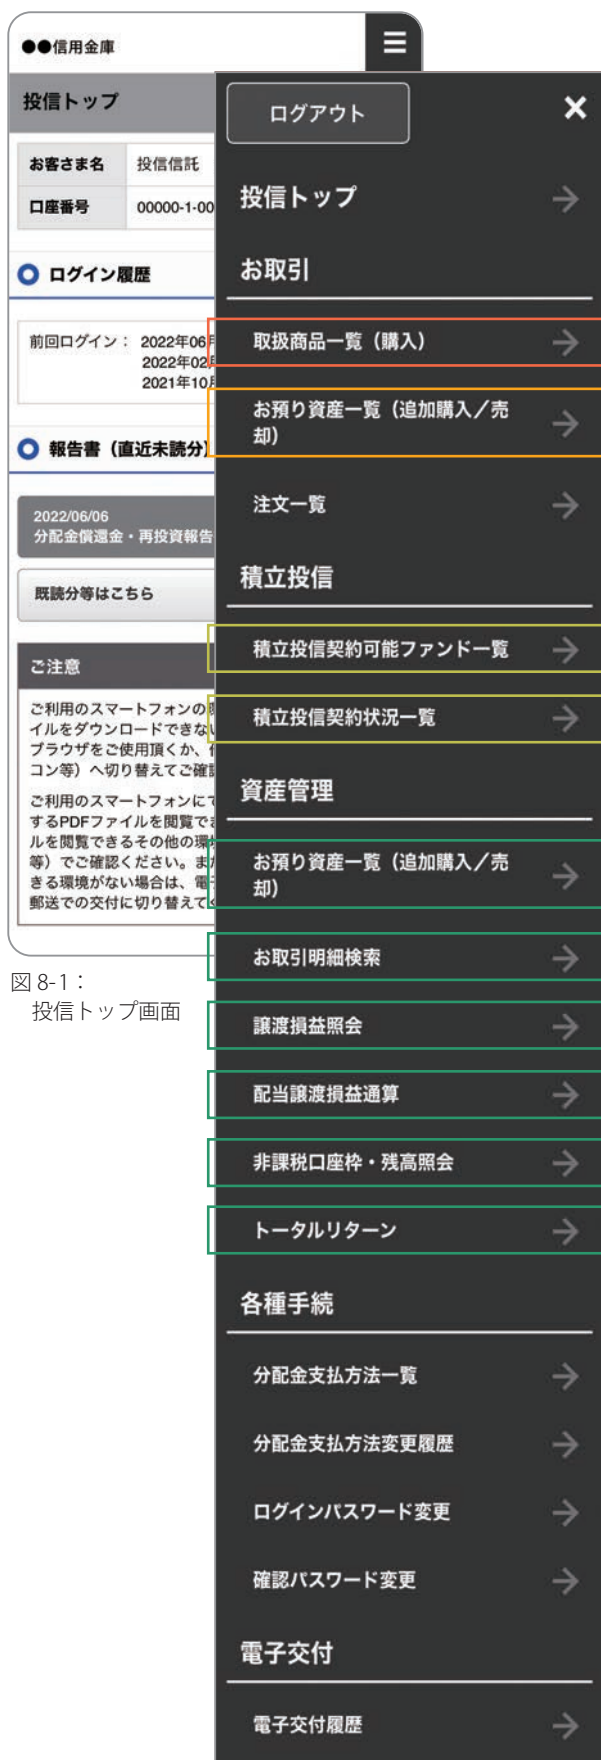 ●●信用金庫
投信トップ
お客さま名 投信信託
口座番号 00000-1-00
ログイン履歴
前回ログイン： 2022年06月
2022年02月
2021年10月
報告書（直近未読分）
2022/06/06
分配金償還金・再投資報告
既読分等はこちら
ご注意
ご利用のスマートフォンの
イルをダウンロードできな
ブラウザをご使用頂くか、
コン等）へ切り替えてご確認
ご利用のスマートフォンにて
するPDFファイルを閲覧でき
ルを閲覧できるその他の環境
等）でご確認ください。また
きる環境がない場合は、電子
郵送での交付に切り替えて
図 8-1：
投信トップ画面
ログアウト
投信トップ
お取引
取扱商品一覧（購入）
お預り資産一覧（追加購入／売
却）
注文一覧
積立投信
積立投信契約可能ファンド一覧
積立投信契約状況一覧
資産管理
お預り資産一覧（追加購入／売
却）
お取引明細検索
譲渡損益照会
配当譲渡損益通算
非課税口座枠・残高照会
トータルリターン
各種手続
分配金支払方法一覧
分配金支払方法変更履歴
ログインパスワード変更
確認パスワード変更
電子交付
電子交付履歴